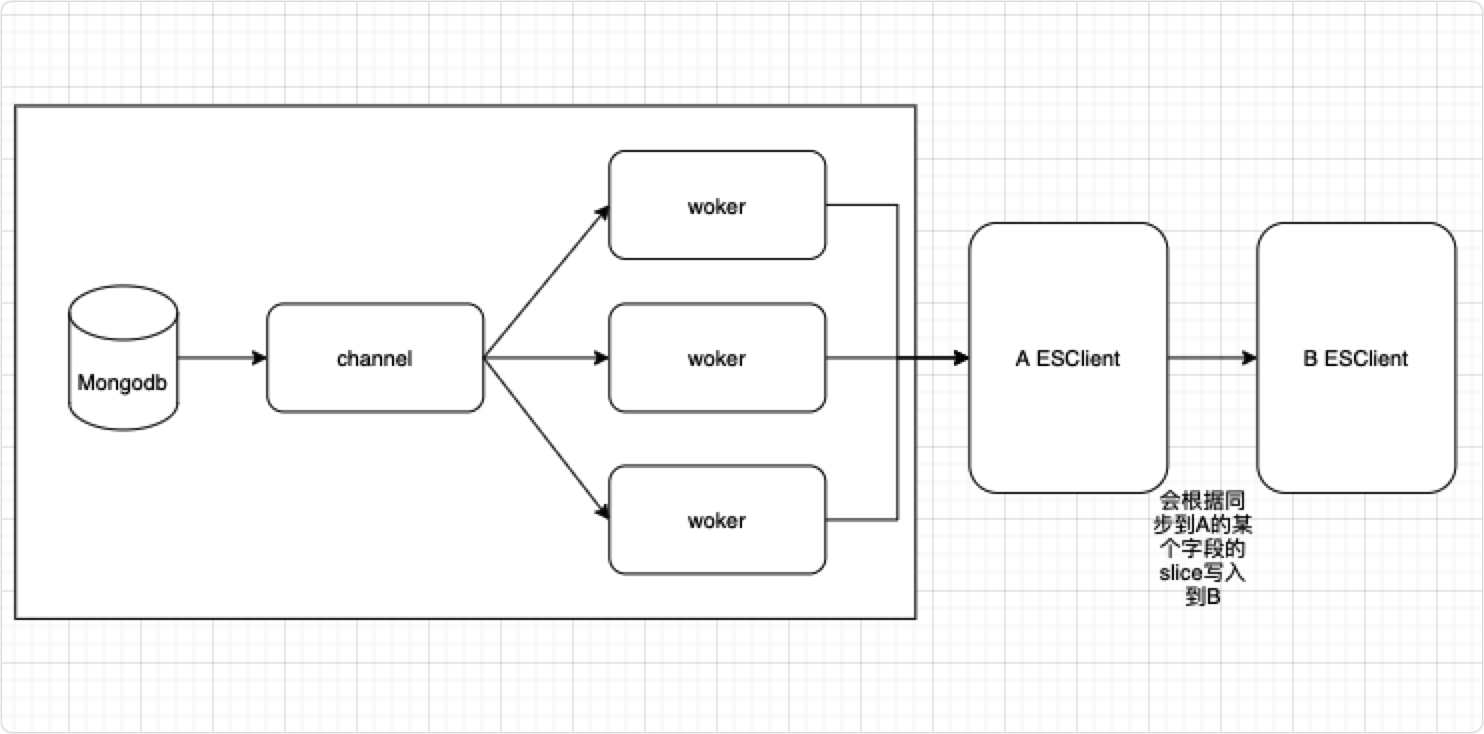 Mongodb
channel
woker
woker
woker
A ESClient
B ESClient
会根据同
步到A的某
个字段的
slice写入
到B